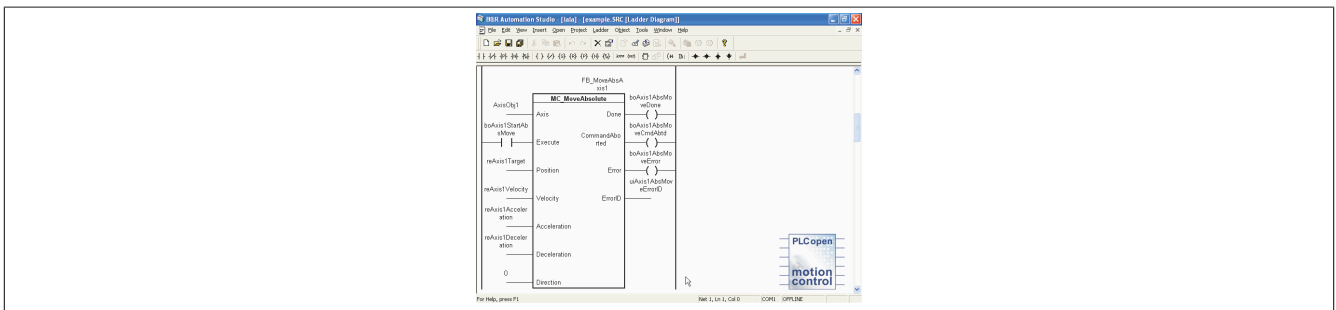 B&R Automation Studio - [lala] - [example.SRC [Ladder Diagram]]
File Edit View Insert Open Project Ladder Object Tools Window Help
FB_MoveAbsA
xis1
MC_MoveAbsolute
AxisObj1
Axis
Done
boAxis1AbsMo
veDone
boAxis1StartAb
sMove
Execute
CommandAbo
rted
boAxis1AbsMo
veCmdAbtd
reAxis1Target
Position
Error
boAxis1AbsMo
veError
reAxis1Velocity
Velocity
ErrorID
uiAxis1AbsMov
eErrorID
reAxis1Acceler
ation
Acceleration
reAxis1Deceler
ation
Deceleration
0
Direction
PLCopen
motion
control
For Help, press F1
Net 1, Ln 1, Col 0
COM1
OFFLINE